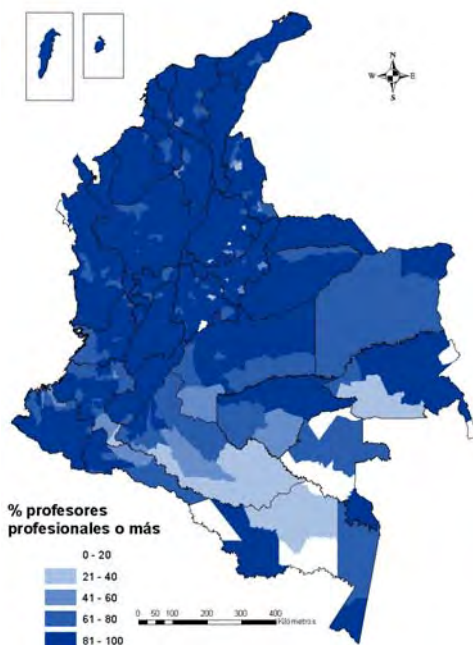 N
W E
S
% profesores
profesionales o más
0 - 20
21 - 40
41 - 60
61 - 80
81 - 100
0 50 100 200 300 400
Kilómetros